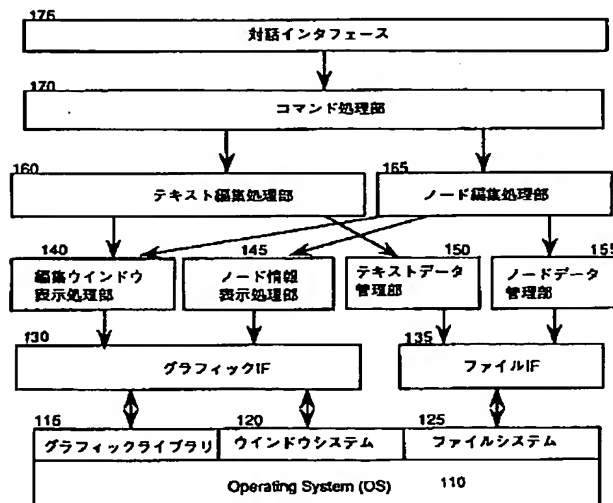 175
対話インタフェース
170
コマンド処理部
160
テキスト編集処理部
165
ノード編集処理部
140
編集ウインドウ
表示処理部
145
ノード情報
表示処理部
150
テキストデータ
管理部
155
ノードデータ
管理部
130
グラフィックIF
135
ファイルIF
115
グラフィックライブラリ
120
ウインドウシステム
125
ファイルシステム
Operating System (OS)
110